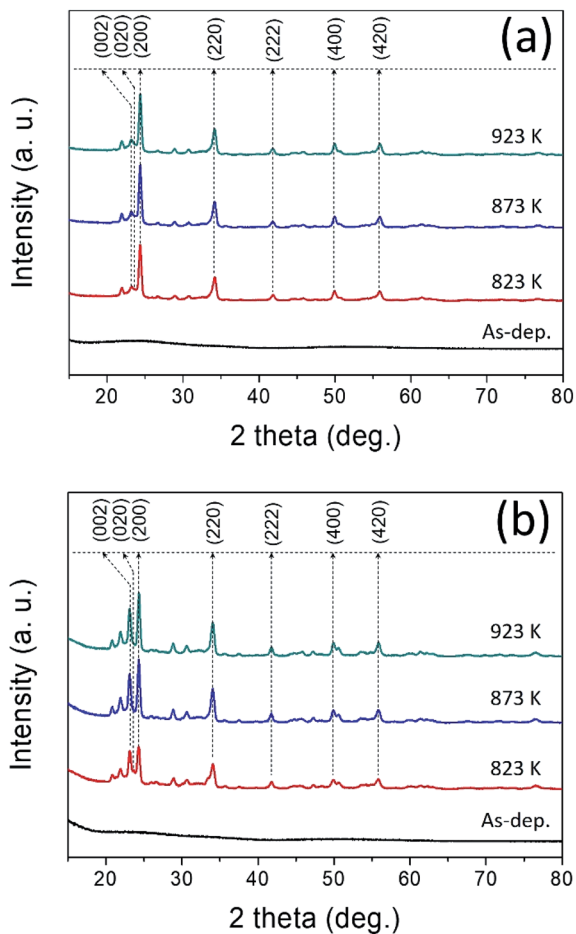 (002)
(020)
(200)
(220)
(222)
(400)
(420)
(a)
923 K
873 K
823 K
As-dep.
Intensity (a. u.)
20 30 40 50 60 70 80
2 theta (deg.)
(002)
(020)
(200)
(220)
(222)
(400)
(420)
(b)
923 K
873 K
823 K
As-dep.
Intensity (a. u.)
20 30 40 50 60 70 80
2 theta (deg.)